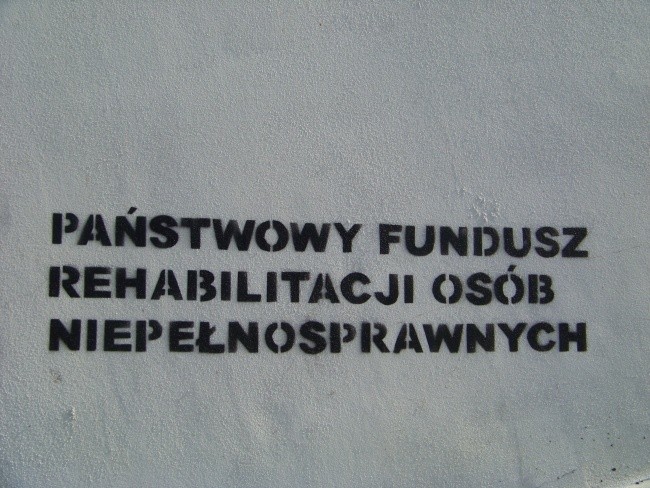 PAŃSTWOWY FUNDUSZ
REHABILITACJI OSÓB
NIEPEŁNOSPRAWNYCH